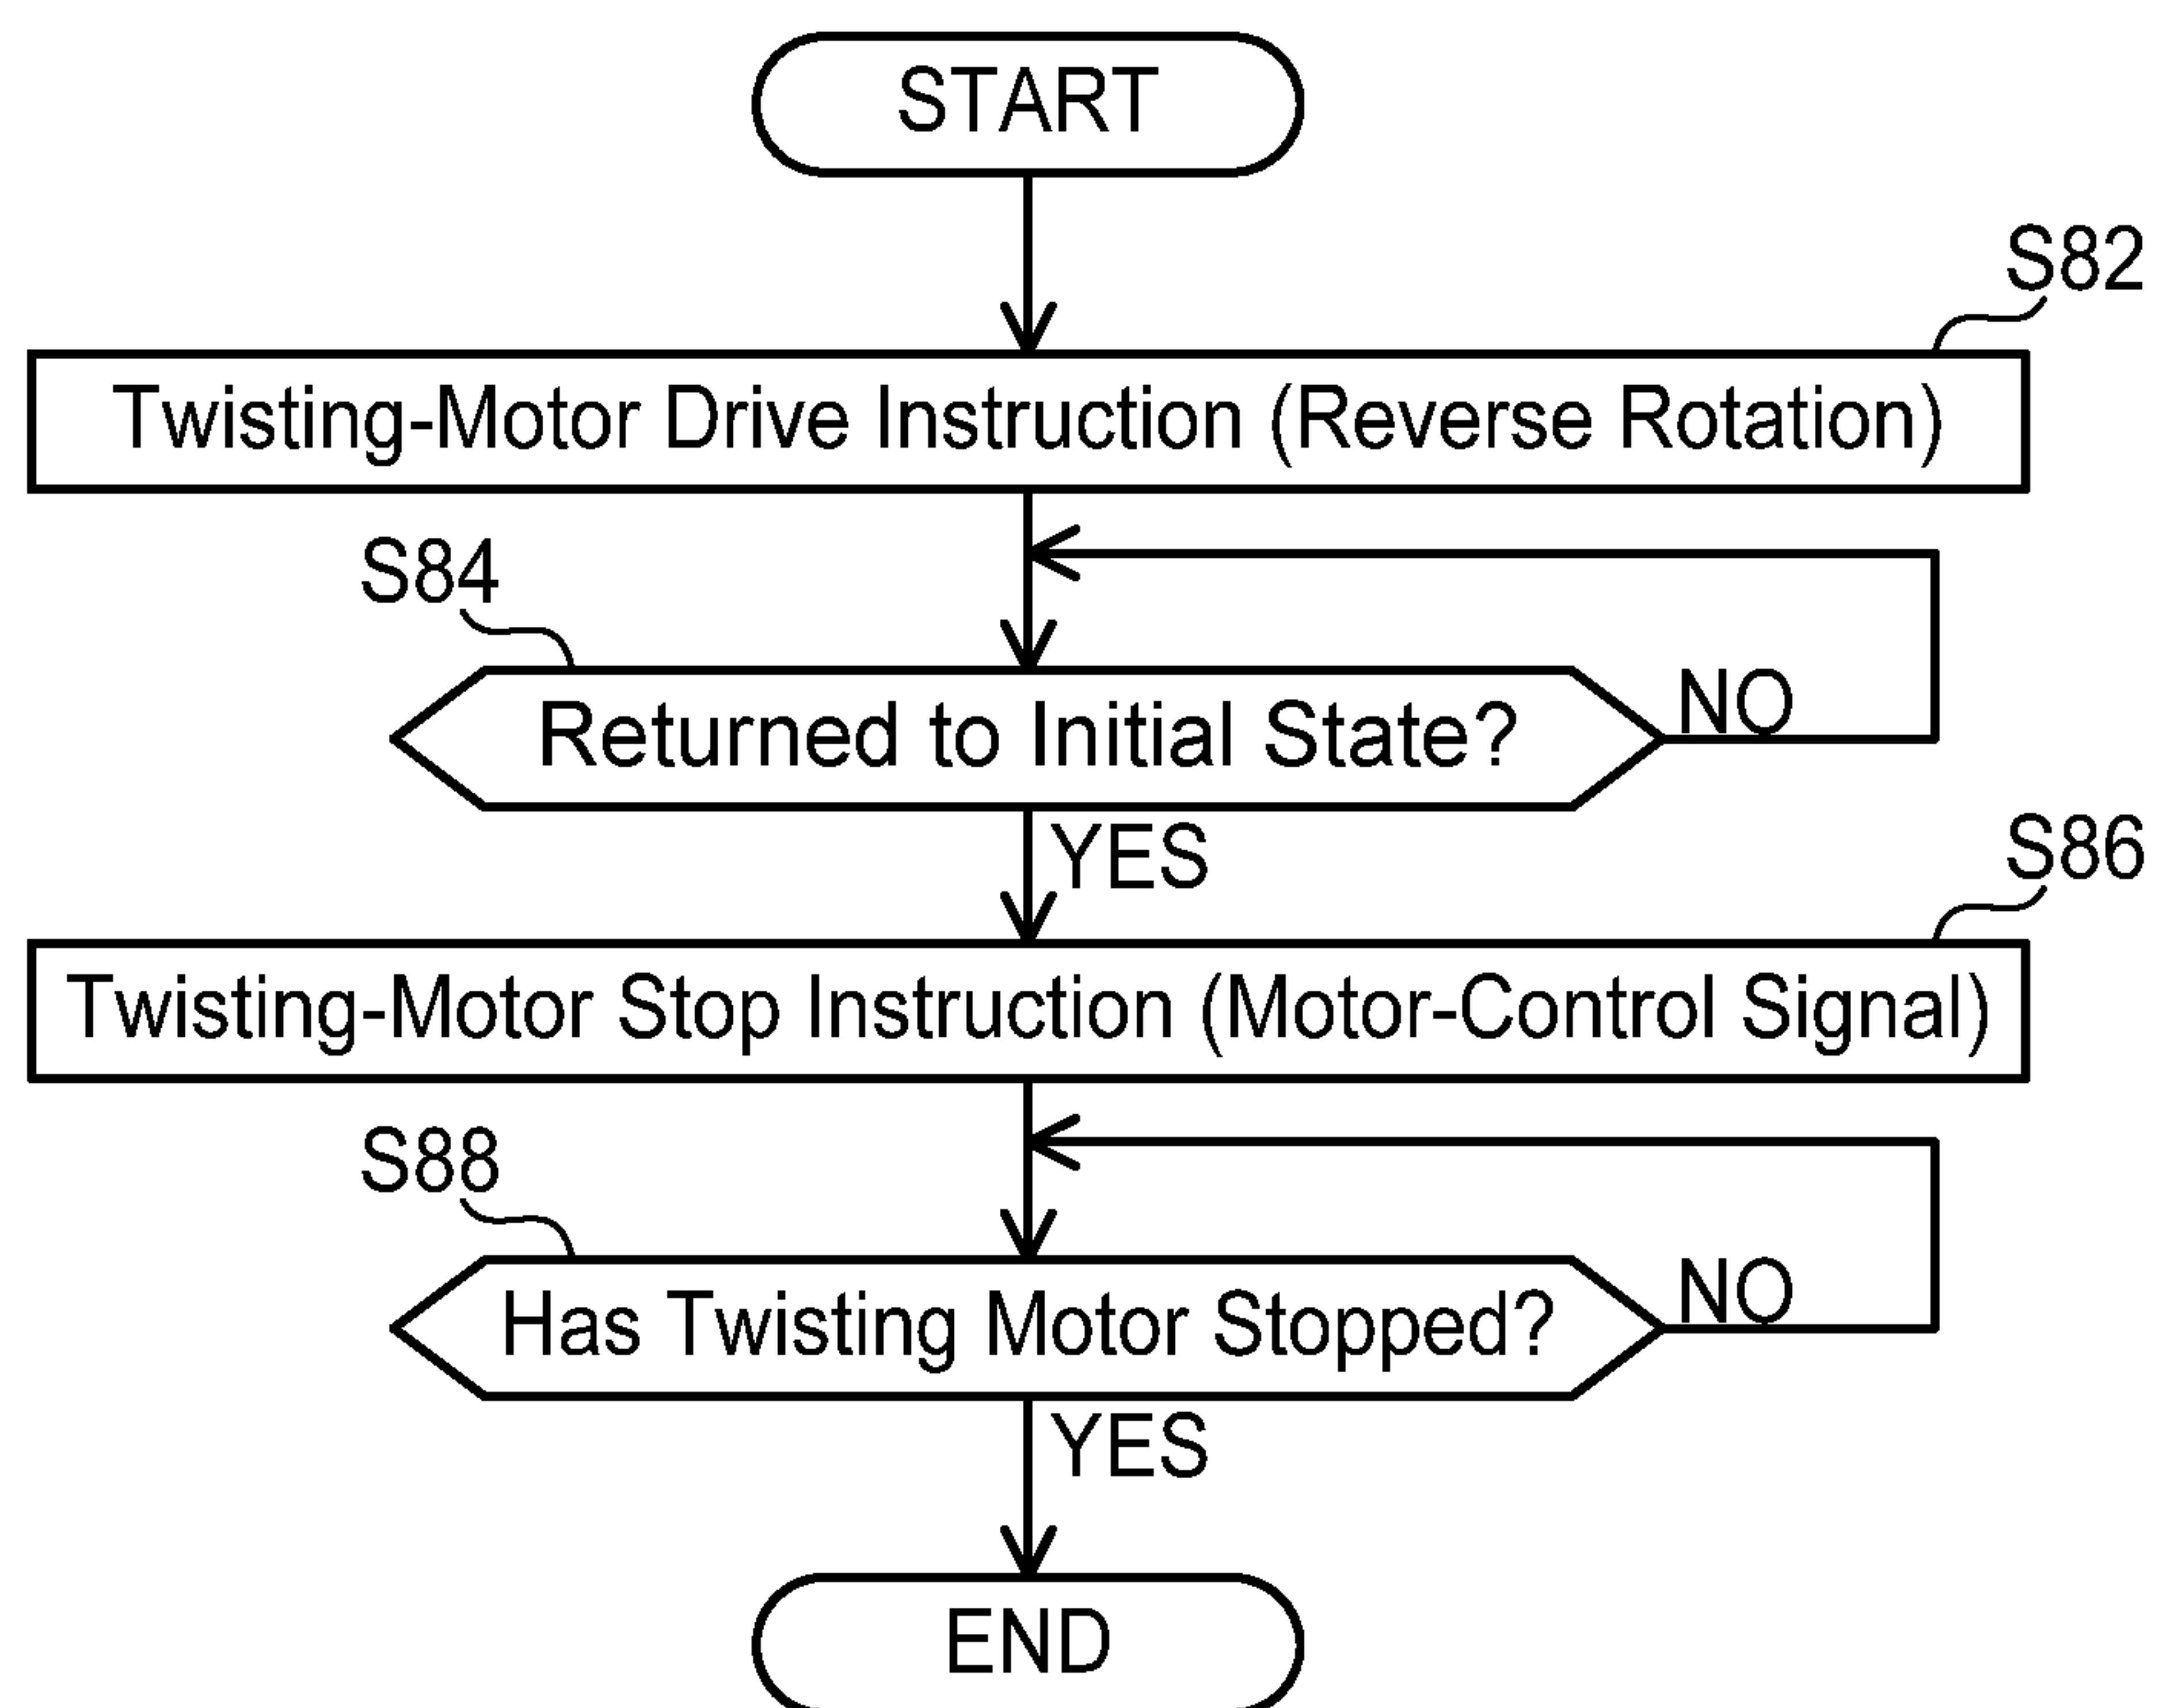 START
S82
Twisting-Motor Drive Instruction (Reverse Rotation)
S84
Returned to Initial State?
NO
YES
S86
Twisting-Motor Stop Instruction (Motor-Control Signal)
S88
Has Twisting Motor Stopped?
NO
YES
END